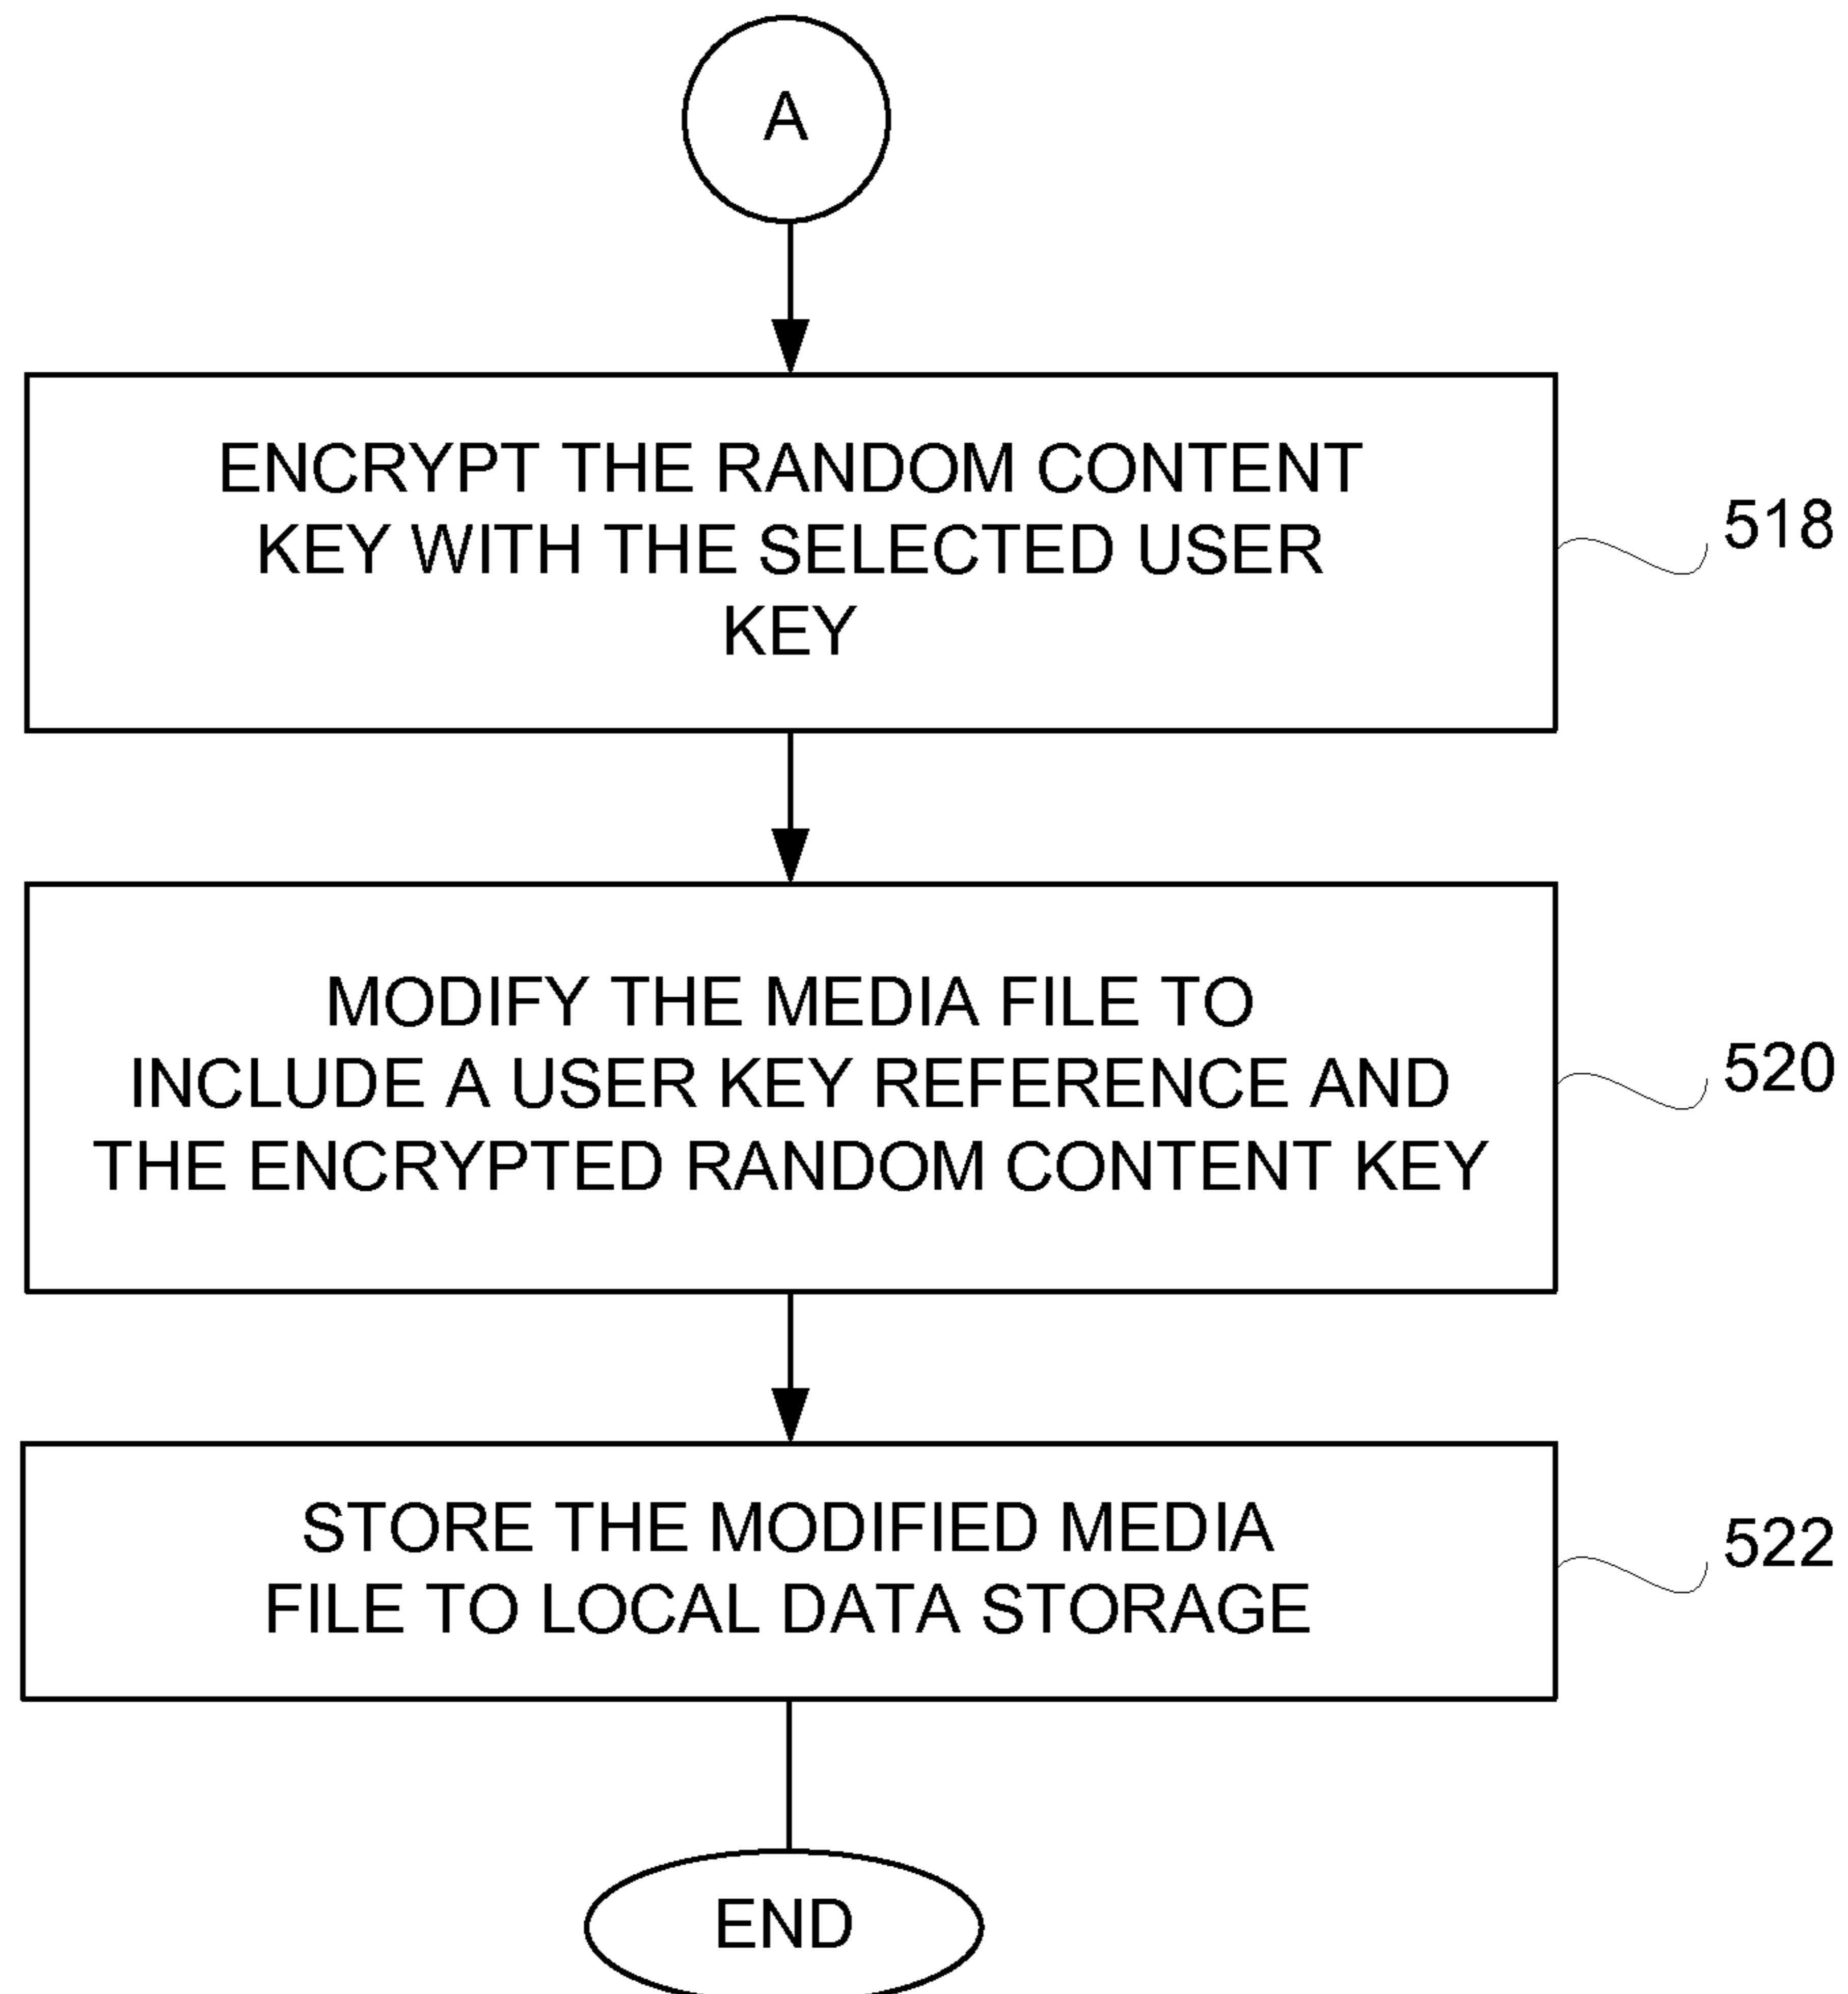 A
ENCRYPT THE RANDOM CONTENT
KEY WITH THE SELECTED USER
KEY
518
MODIFY THE MEDIA FILE TO
INCLUDE A USER KEY REFERENCE AND
THE ENCRYPTED RANDOM CONTENT KEY
520
STORE THE MODIFIED MEDIA
FILE TO LOCAL DATA STORAGE
522
END